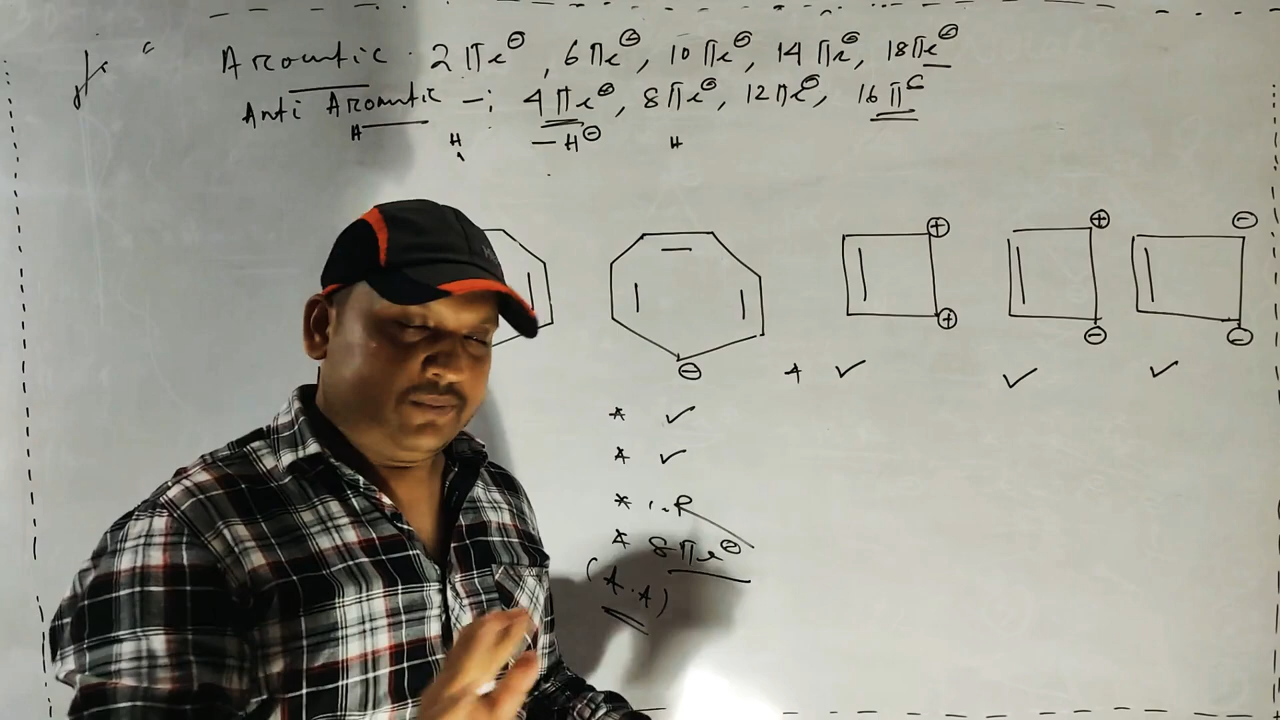 Aromatic 2πe⊖, 6πe⊖, 10πe⊖, 14πe⊖, 18πe⊖
Anti Aromatic -: 4πe⊖, 8πe⊖, 12πe⊖, 16πe
H H -H⊖ H
⊕ ⊕ ⊖
⊕ ⊖ ⊖
⊖ * ✓ ✓ ✓
* ✓
* ✓
* i.P
* 8πe⊖
(A.A)